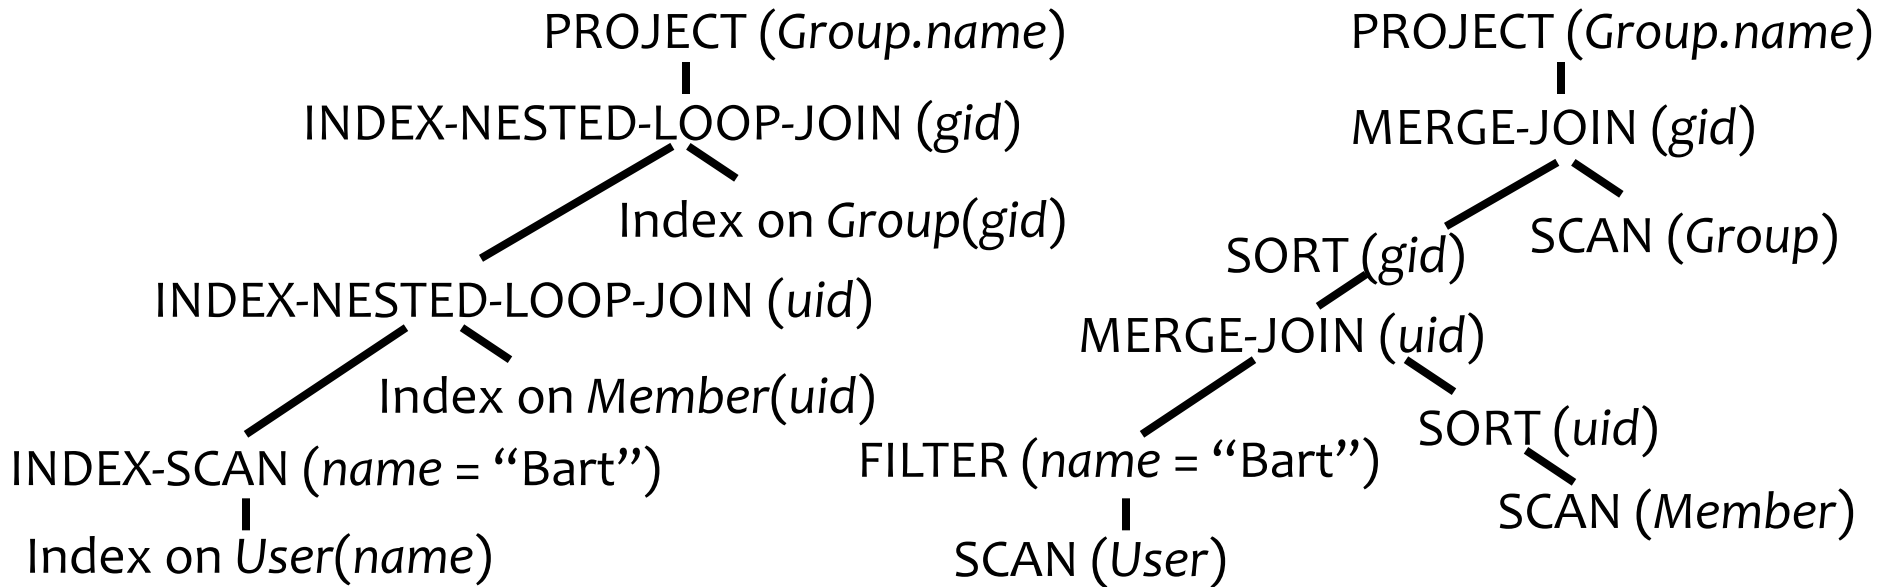 PROJECT (Group.name)
INDEX-NESTED-LOOP-JOIN (gid)
Index on Group(gid)
INDEX-NESTED-LOOP-JOIN (uid)
Index on Member(uid)
INDEX-SCAN (name = “Bart”)
Index on User(name)
PROJECT (Group.name)
MERGE-JOIN (gid)
SCAN (Group)
SORT (gid)
MERGE-JOIN (uid)
SORT (uid)
SCAN (Member)
FILTER (name = “Bart”)
SCAN (User)